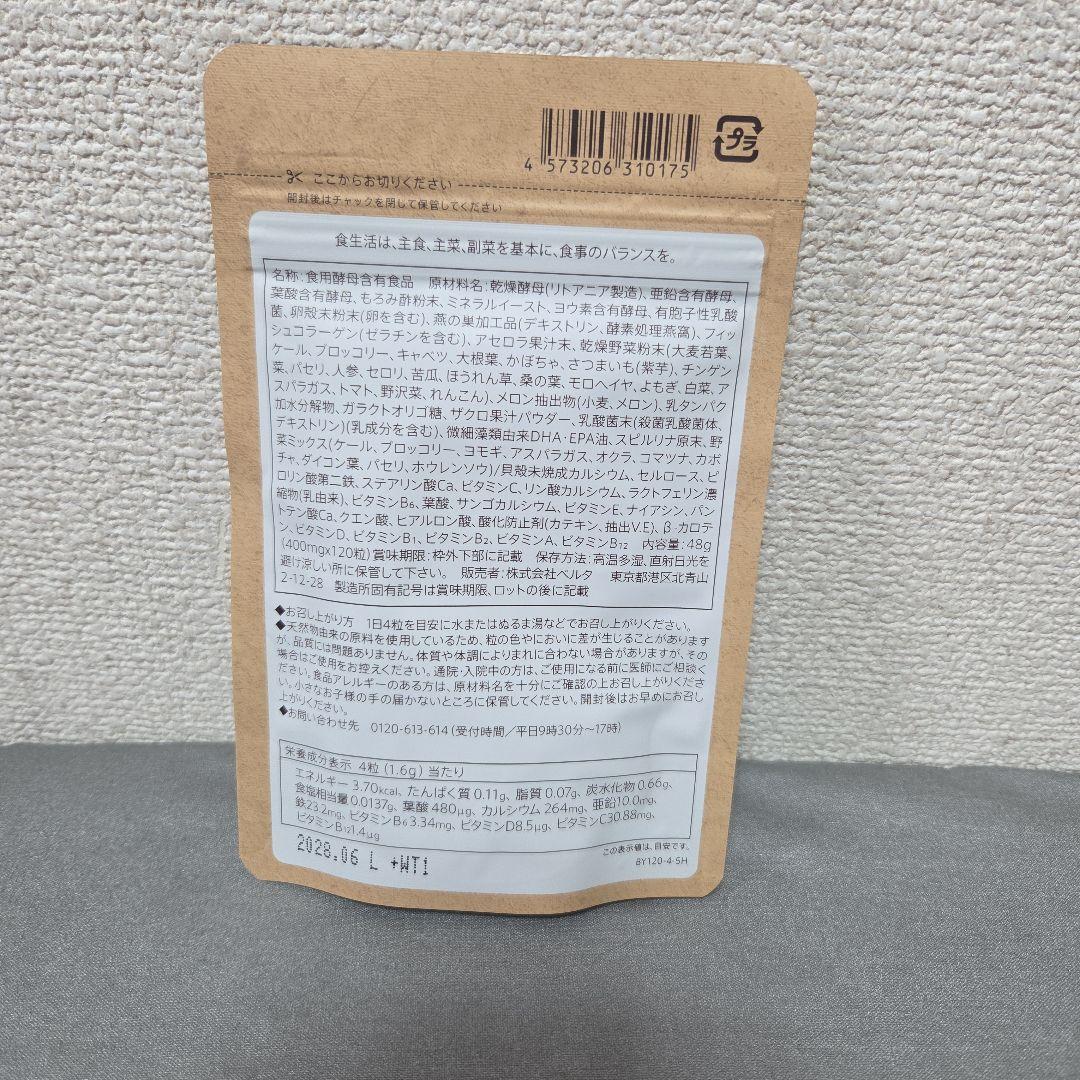 4 573206 310175
プラ
ここからお切りください
開封後はチャックを閉じて保管してください
食生活は、主食、主菜、副菜を基本に、食事のバランスを。
名称:食用酵母含有食品 原材料名:乾燥酵母(リトアニア製造)、亜鉛含有酵母、
葉酸含有酵母、もろみ酢粉末、ミネラルイースト、ヨウ素含有酵母、有胞子性乳酸
菌、卵殻末粉末(卵を含む)、燕の巣加工品(デキストリン、酵素処理燕窩)、フィッ
シュコラーゲン(ゼラチンを含む)、アセロラ果汁末、乾燥野菜粉末(大麦若葉、
ケール、ブロッコリー、キャベツ、大根葉、かぼちゃ、さつまいも(紫芋)、チンゲン
菜、パセリ、人参、セロリ、苦瓜、ほうれん草、桑の葉、モロヘイヤ、よもぎ、白菜、ア
スパラガス、トマト、野沢菜、れんこん)、メロン抽出物(小麦、メロン)、乳タンパク
加水分解物、ガラクトオリゴ糖、ザクロ果汁パウダー、乳酸菌末(殺菌乳酸菌体、
デキストリン)(乳成分を含む)、微細藻類由来DHA・EPA油、スピルリナ原末、野
菜ミックス(ケール、ブロッコリー、ヨモギ、アスパラガス、オクラ、コマツナ、カボ
チャ、ダイコン葉、パセリ、ホウレンソウ)/貝殻末焼成カルシウム、セルロース、ピ
ロリン酸第二鉄、ステアリン酸Ca、ビタミンC、リン酸カルシウム、ラクトフェリン濃
縮物(乳由来)、ビタミンB6、葉酸、サンゴカルシウム、ビタミンE、ナイアシン、パン
トテン酸Ca、クエン酸、ヒアルロン酸、酸化防止剤(カテキン、抽出V.E)、β-カロテ
ン、ビタミンD、ビタミンB1、ビタミンB2、ビタミンA、ビタミンB12 内容量:48g
(400mgx120粒) 賞味期限:枠外下部に記載 保存方法:高温多湿、直射日光を
避け涼しい所に保管して下さい。 販売者:株式会社ベルタ 東京都港区北青山
2-12-28 製造所固有記号は賞味期限、ロットの後に記載
◆お召し上がり方 1日4粒を目安に水またはぬるま湯などでお召し上がりください。
◆天然物由来の原料を使用しているため、粒の色やにおいに差が生じることがあります
が、品質には問題ありません。体質や体調によりまれに合わない場合がありますが、その
場合はご使用をお控えください。通院・入院中の方は、ご使用になる前に医師にご相談く
ださい。食品アレルギーのある方は、原材料名を十分にご確認の上お召し上がりくださ
い。小さなお子様の手の届かないところに保管してください。開封後はお早めにお召し
上がりください。
◆お問い合わせ先 0120-613-614 (受付時間/平日9時30分～17時)
栄養成分表示 4粒 (1.6g) 当たり
エネルギー 3.70kcal、たんぱく質 0.11g、脂質 0.07g、炭水化物 0.66g、
食塩相当量 0.0137g、葉酸 480μg、カルシウム 264mg、亜鉛10.0mg、
鉄23.2mg、ビタミンB6 3.34mg、ビタミンD8.5μg、ビタミンC30.88mg、
ビタミンB12 1.4μg
この表示値は、目安です。
2028.06 L +WT1
BY120-4-SH